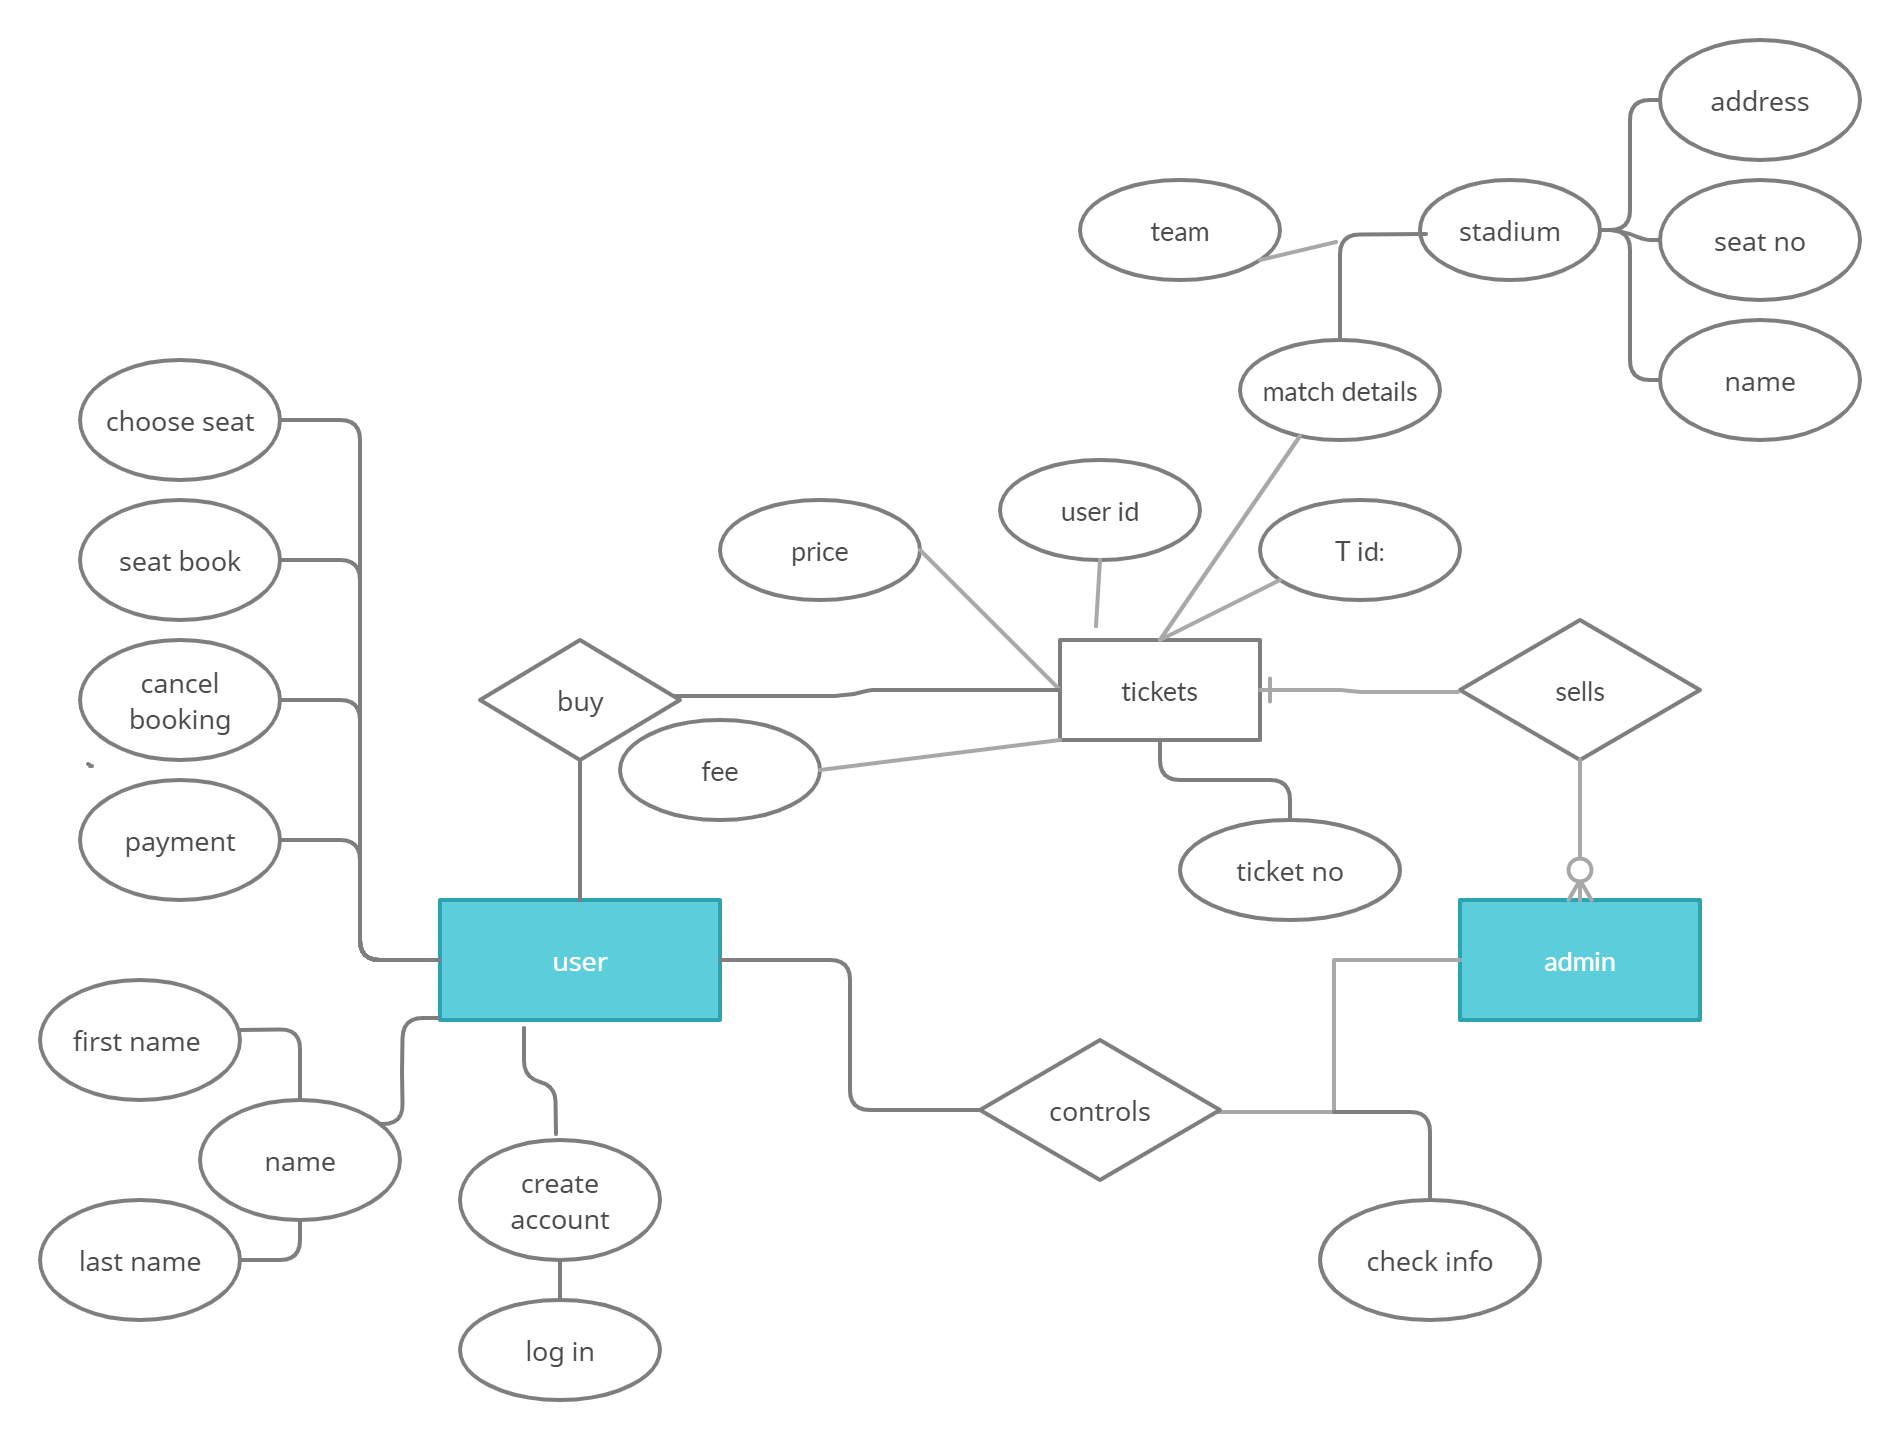 address
team
stadium
seat no
name
match details
choose seat
user id
price
T id:
seat book
cancel
booking
buy
tickets
sells
fee
payment
ticket no
user
admin
first name
controls
name
create
account
last name
check info
log in